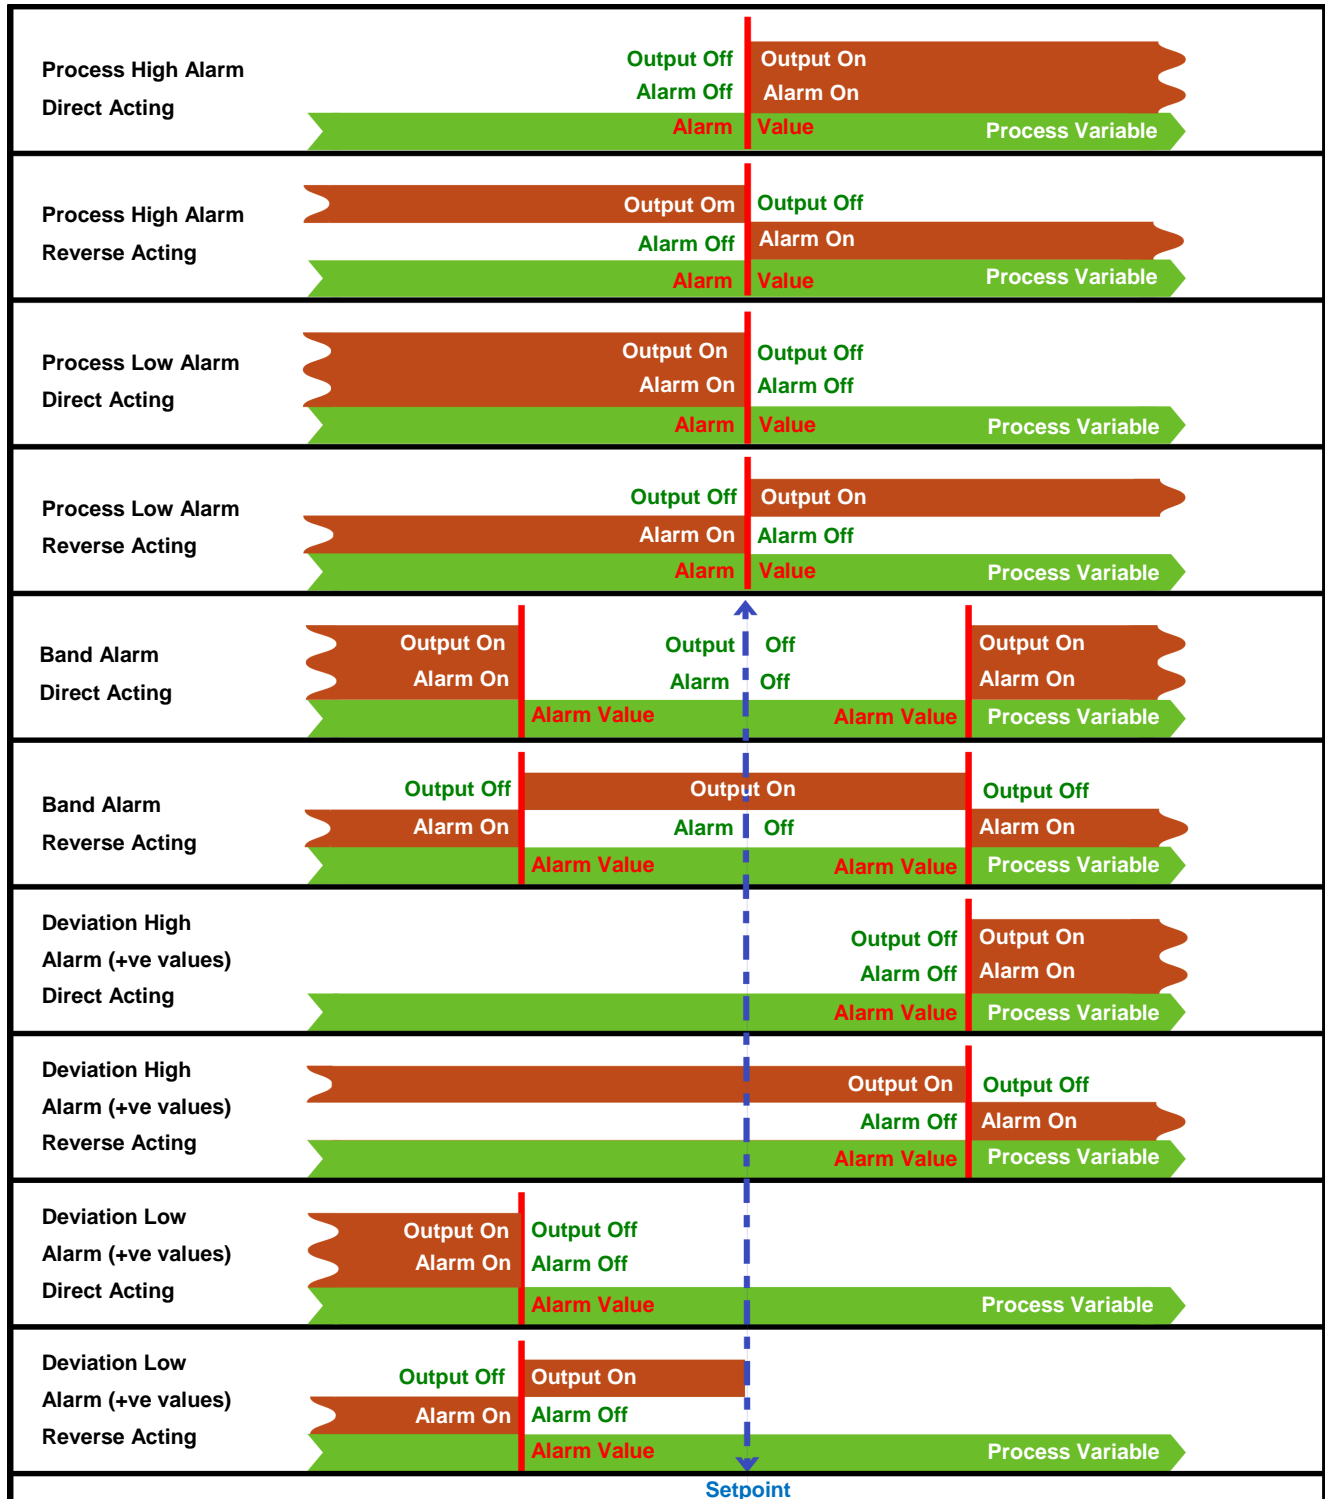 Process High Alarm
Direct Acting
Output Off Output On
Alarm Off Alarm On
Alarm Value Process Variable
Process High Alarm
Reverse Acting
Output Om Output Off
Alarm Off Alarm On
Alarm Value Process Variable
Process Low Alarm
Direct Acting
Output On Output Off
Alarm On Alarm Off
Alarm Value Process Variable
Process Low Alarm
Reverse Acting
Output Off Output On
Alarm On Alarm Off
Alarm Value Process Variable
Band Alarm
Direct Acting
Output On Output Off Output On
Alarm On Alarm Off Alarm On
Alarm Value Alarm Value Process Variable
Band Alarm
Reverse Acting
Output Off Output On Output Off
Alarm On Alarm Off Alarm On
Alarm Value Alarm Value Process Variable
Deviation High
Alarm (+ve values)
Direct Acting
Output Off Output On
Alarm Off Alarm On
Alarm Value Process Variable
Deviation High
Alarm (+ve values)
Reverse Acting
Output On Output Off
Alarm Off Alarm On
Alarm Value Process Variable
Deviation Low
Alarm (+ve values)
Direct Acting
Output On Output Off
Alarm On Alarm Off
Alarm Value Process Variable
Deviation Low
Alarm (+ve values)
Reverse Acting
Output Off Output On
Alarm On Alarm Off
Alarm Value Process Variable
Setpoint